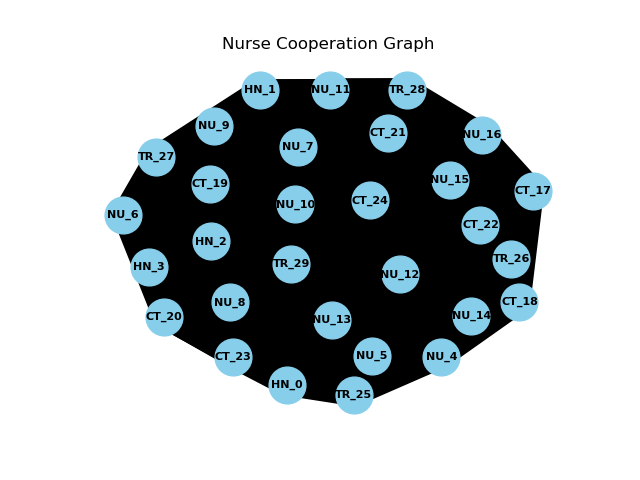 Nurse Cooperation Graph
HN_1
NU_11
TR_28
NU_9
CT_21
NU_16
NU_7
TR_27
CT_19
NU_15
CT_17
NU_10
CT_24
NU_6
CT_22
HN_2
TR_26
HN_3
TR_29
NU_12
NU_8
CT_18
CT_20
NU_13
NU_14
CT_23
NU_5
NU_4
HN_0
TR_25